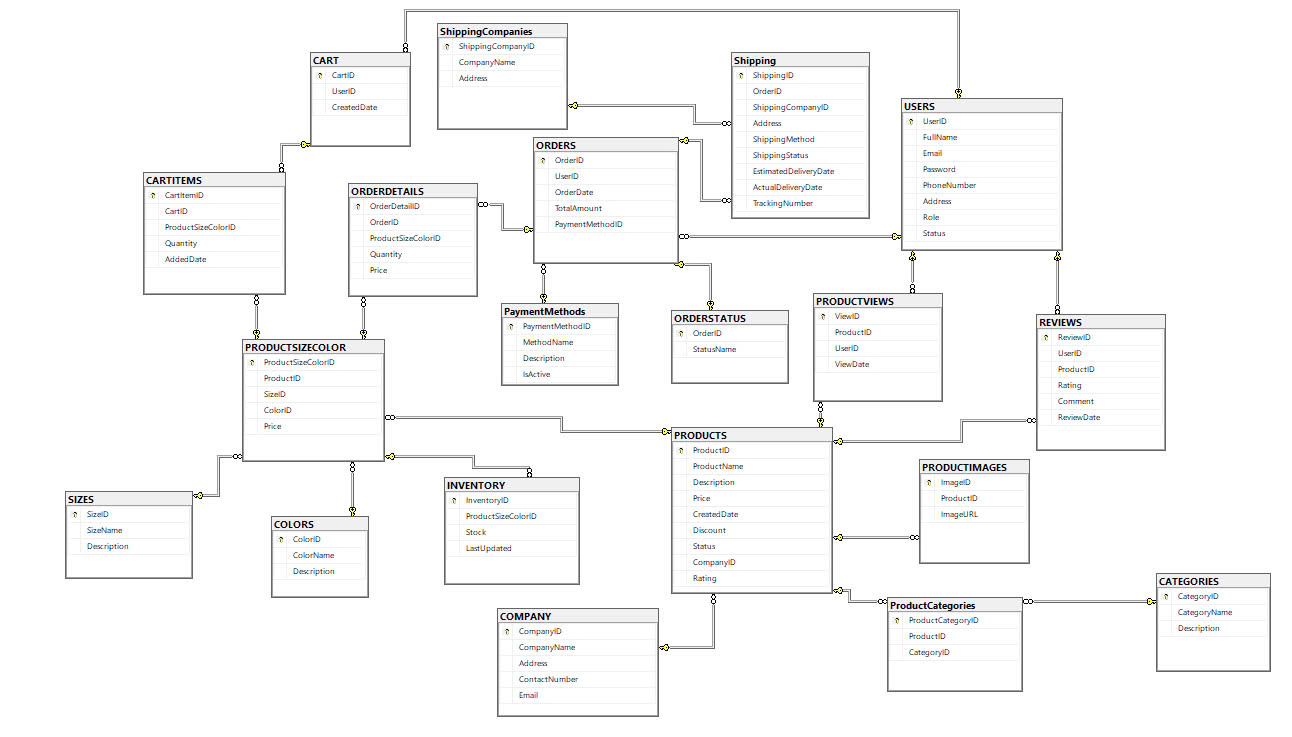 ShippingCompanies
ShippingCompanyID
CompanyName
Address
CART
CartID
UserID
CreatedDate
Shipping
ShippingID
OrderID
ShippingCompanyID
Address
ShippingMethod
ShippingStatus
EstimatedDeliveryDate
ActualDeliveryDate
TrackingNumber
USERS
UserID
FullName
Email
Password
PhoneNumber
Address
Role
Status
ORDERS
OrderID
UserID
OrderDate
TotalAmount
PaymentMethodID
CARTITEMS
CartItemID
CartID
ProductSizeColorID
Quantity
AddedDate
ORDERDETAILS
OrderDetailID
OrderID
ProductSizeColorID
Quantity
Price
PaymentMethods
PaymentMethodID
MethodName
Description
IsActive
ORDERSTATUS
OrderID
StatusName
PRODUCTVIEWS
ViewID
ProductID
UserID
ViewDate
REVIEWS
ReviewID
UserID
ProductID
Rating
Comment
ReviewDate
PRODUCTSIZECOLOR
ProductSizeColorID
ProductID
SizeID
ColorID
Price
PRODUCTS
ProductID
ProductName
Description
Price
CreatedDate
Discount
Status
CompanyID
Rating
PRODUCTIMAGES
ImageID
ProductID
ImageURL
INVENTORY
InventoryID
ProductSizeColorID
Stock
LastUpdated
SIZES
SizeID
SizeName
Description
COLORS
ColorID
ColorName
Description
CATEGORIES
CategoryID
CategoryName
Description
ProductCategories
ProductCategoryID
ProductID
CategoryID
COMPANY
CompanyID
CompanyName
Address
ContactNumber
Email